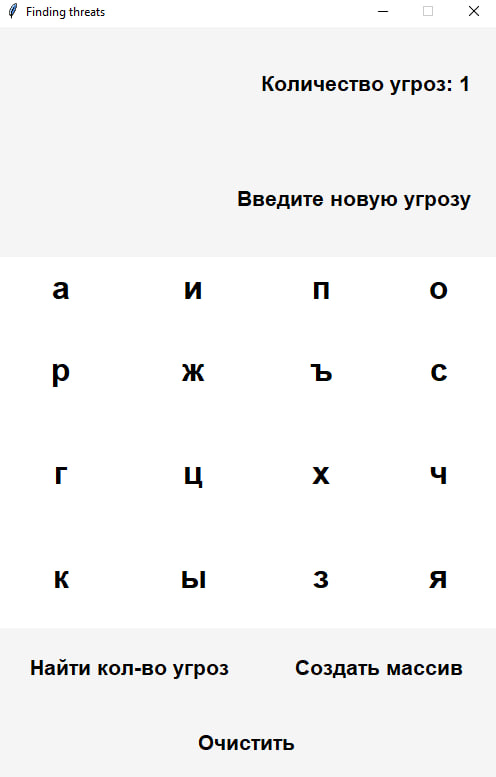 Finding threats
Количество угроз: 1
Введите новую угрозу
а и п о
р ж ъ с
г ц х ч
к ы з я
Найти кол-во угроз Создать массив
Очистить